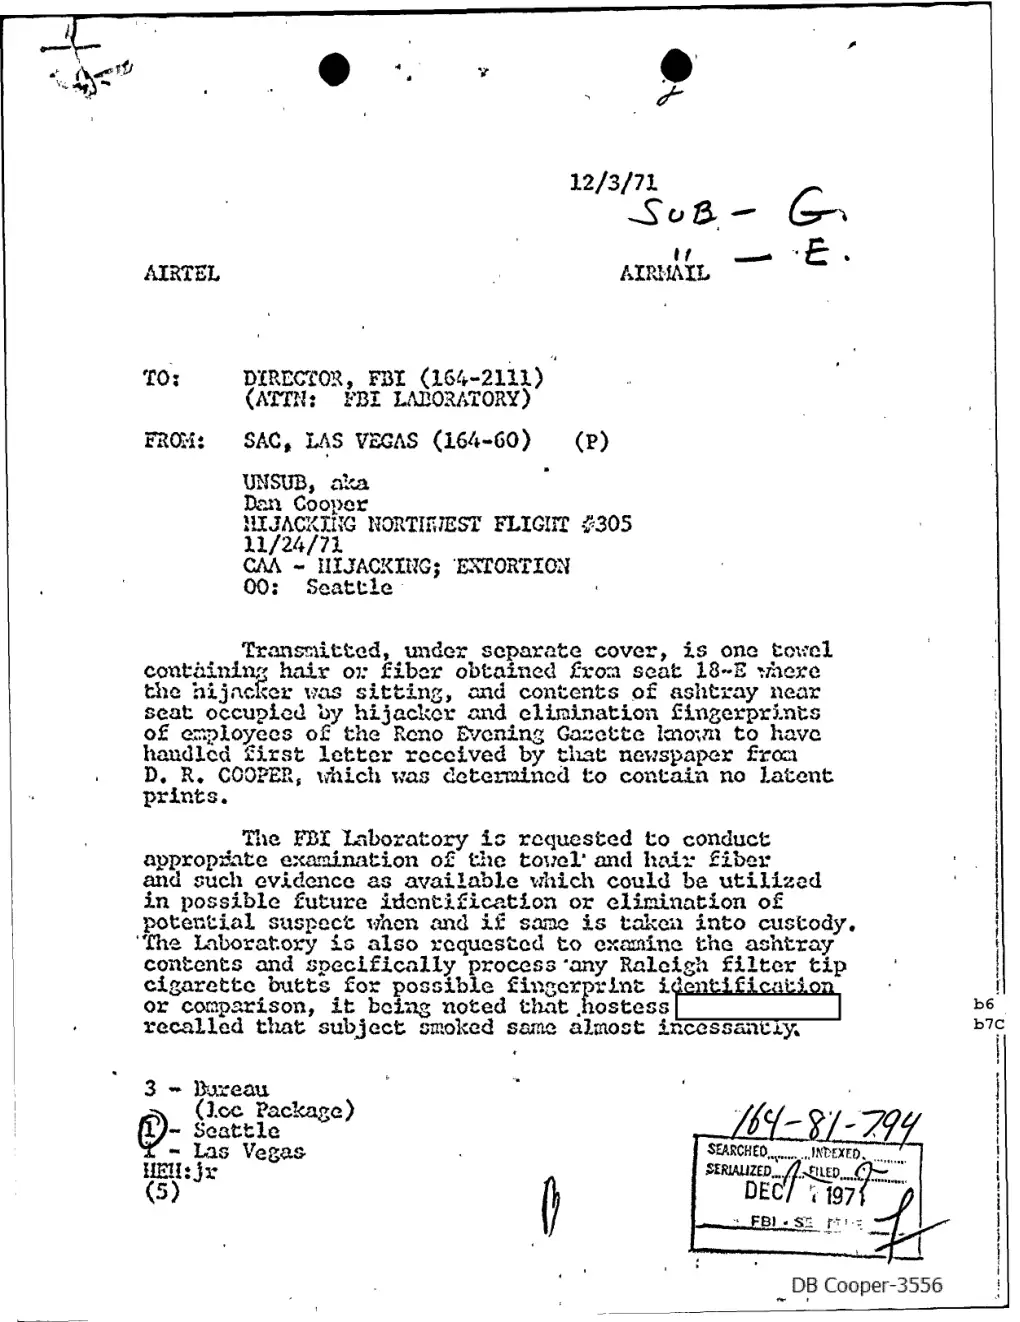 12/3/71
SUB - G.
" - E.
AIRTEL AIRMAIL
TO: DIRECTOR, FBI (164-2111)
(ATTN: FBI LABORATORY)
FROM: SAC, LAS VEGAS (164-60) (P)
UNSUB, aka
Dan Cooper
HIJACKING NORTHWEST FLIGHT #305
11/24/71
CAA - HIJACKING; EXTORTION
OO: Seattle
Transmitted, under separate cover, is one towel
containing hair or fiber obtained from seat 18-E where
the hijacker was sitting, and contents of ashtray near
seat occupied by hijacker and elimination fingerprints
of employees of the Reno Evening Gazette known to have
handled first letter received by that newspaper from
D. R. COOPER, which was determined to contain no latent
prints.
The FBI Laboratory is requested to conduct
appropriate examination of the towel and hair fiber
and such evidence as available which could be utilized
in possible future identification or elimination of
potential suspect when and if same is taken into custody.
The Laboratory is also requested to examine the ashtray
contents and specifically process any Raleigh filter tip
cigarette butts for possible fingerprint identification
or comparison, it being noted that hostess
recalled that subject smoked same almost incessantly.
b6
b7C
3 - Bureau
(1cc Package)
1 - Seattle
1 - Las Vegas
HEH:jr
(5)
164-81-794
SEARCHED INDEXED
SERIALIZED FILED
DEC 1971
FBI - SE
DB Cooper-3556